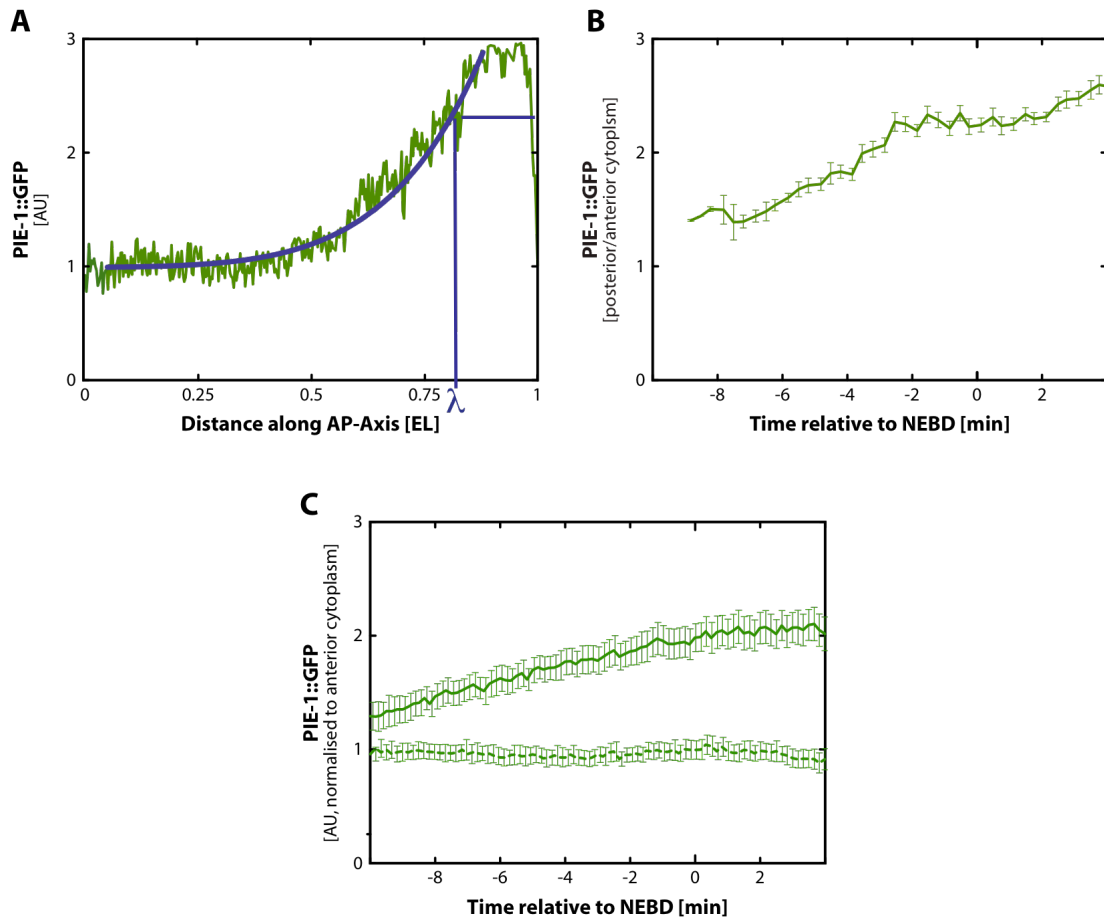 A
3
2
1
0
PIE-1::GFP
[AU]
0 0.25 0.5 0.75 1
λ
Distance along AP-Axis [EL]
B
3
2
1
0
PIE-1::GFP
[posterior/anterior cytoplsm]
-8 -6 -4 -2 0 2
Time relative to NEBD [min]
C
3
2
1
0
PIE-1::GFP
[AU, normalised to anterior cytoplasm]
-8 -6 -4 -2 0 2
Time relative to NEBD [min]